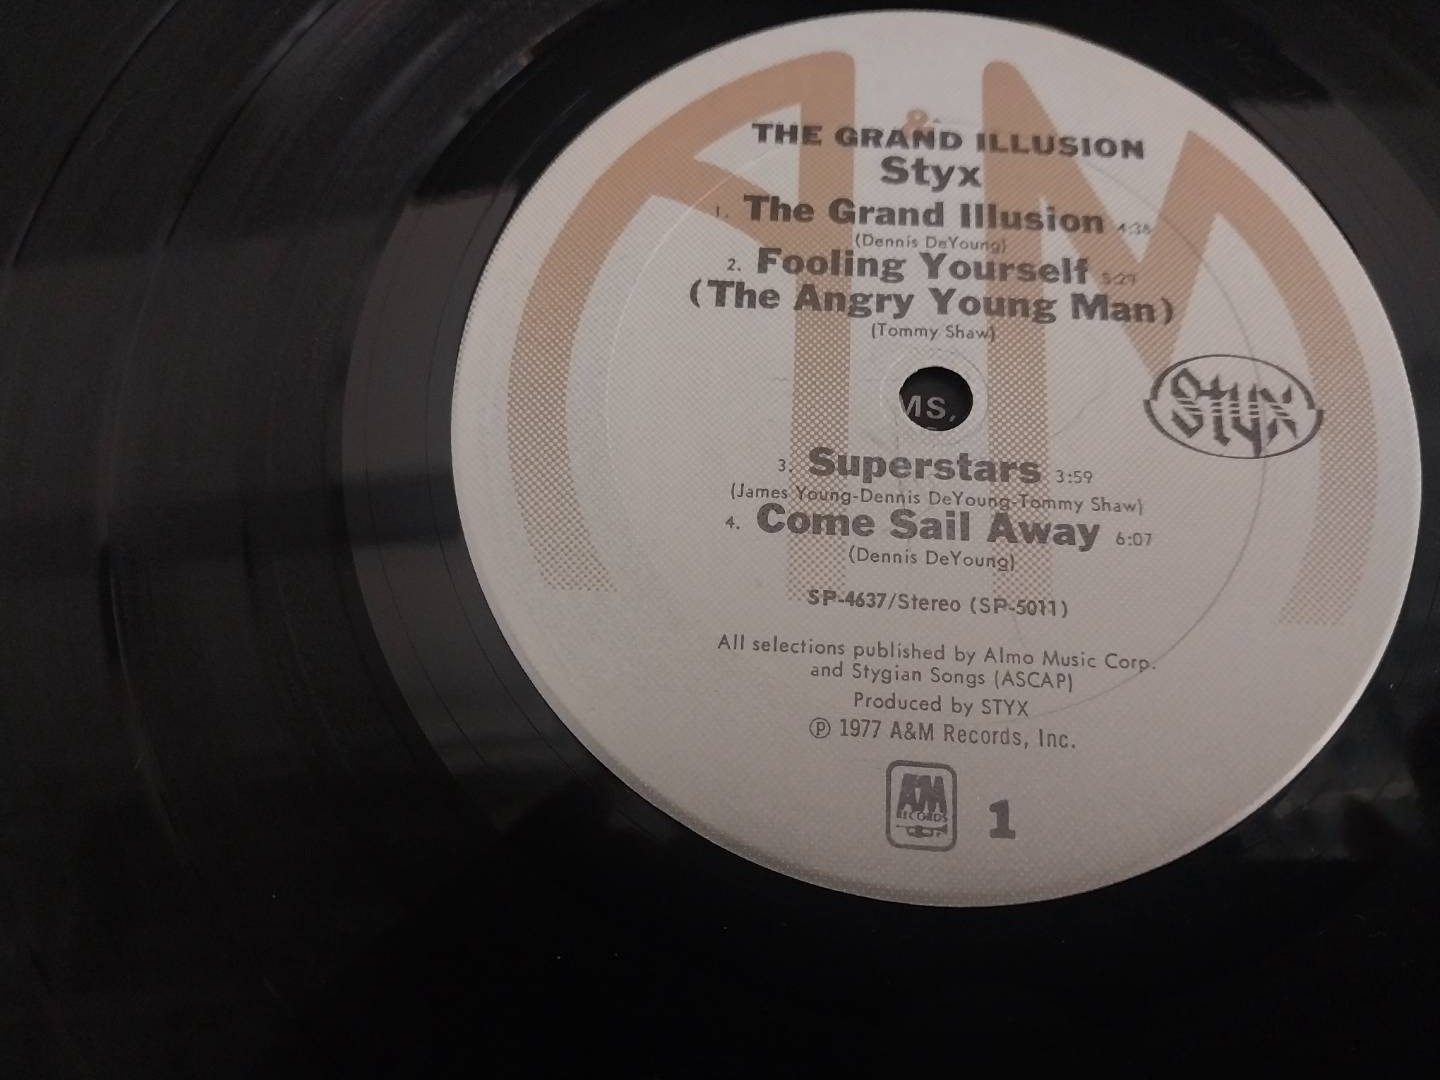 &
THE GRAND ILLUSION
Styx
1. The Grand Illusion 4:36
(Dennis DeYoung)
2. Fooling Yourself 5:29
(The Angry Young Man)
(Tommy Shaw)
MS,
STYX
3. Superstars 3:59
(James Young-Dennis DeYoung-Tommy Shaw)
4. Come Sail Away 6:07
(Dennis DeYoung)
SP-4637/Stereo (SP-5011)
All selections published by Almo Music Corp.
and Stygian Songs (ASCAP)
Produced by STYX
℗ 1977 A&M Records, Inc.
A&M
RECORDS
1